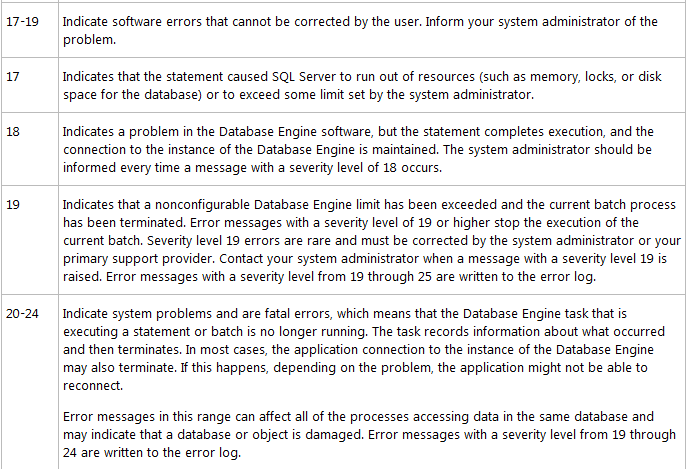 17-19 Indicate software errors that cannot be corrected by the user. Inform your system administrator of the
problem.
17 Indicates that the statement caused SQL Server to run out of resources (such as memory, locks, or disk
space for the database) or to exceed some limit set by the system administrator.
18 Indicates a problem in the Database Engine software, but the statement completes execution, and the
connection to the instance of the Database Engine is maintained. The system administrator should be
informed every time a message with a severity level of 18 occurs.
19 Indicates that a nonconfigurable Database Engine limit has been exceeded and the current batch process
has been terminated. Error messages with a severity level of 19 or higher stop the execution of the
current batch. Severity level 19 errors are rare and must be corrected by the system administrator or your
primary support provider. Contact your system administrator when a message with a severity level 19 is
raised. Error messages with a severity level from 19 through 25 are written to the error log.
20-24 Indicate system problems and are fatal errors, which means that the Database Engine task that is
executing a statement or batch is no longer running. The task records information about what occurred
and then terminates. In most cases, the application connection to the instance of the Database Engine
may also terminate. If this happens, depending on the problem, the application might not be able to
reconnect.
Error messages in this range can affect all of the processes accessing data in the same database and
may indicate that a database or object is damaged. Error messages with a severity level from 19 through
24 are written to the error log.